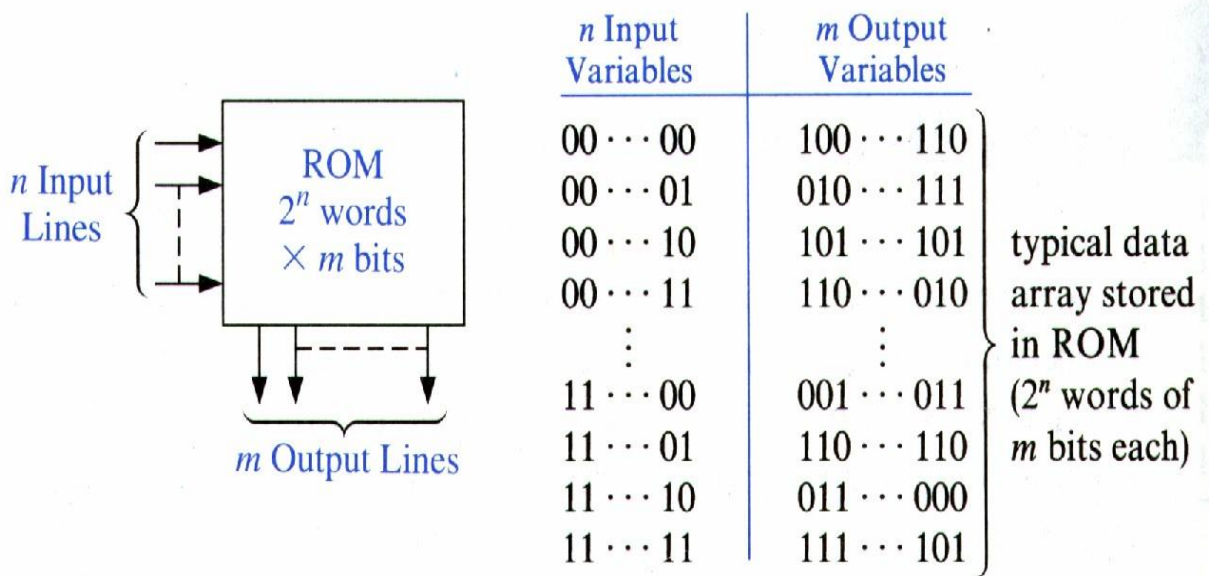 n Input
Lines
ROM
2ⁿ words
× m bits
m Output Lines
n Input
Variables
m Output
Variables
00 ··· 00 100 ··· 110
00 ··· 01 010 ··· 111
00 ··· 10 101 ··· 101
00 ··· 11 110 ··· 010
⋮ ⋮
11 ··· 00 001 ··· 011
11 ··· 01 110 ··· 110
11 ··· 10 011 ··· 000
11 ··· 11 111 ··· 101
typical data
array stored
in ROM
(2ⁿ words of
m bits each)